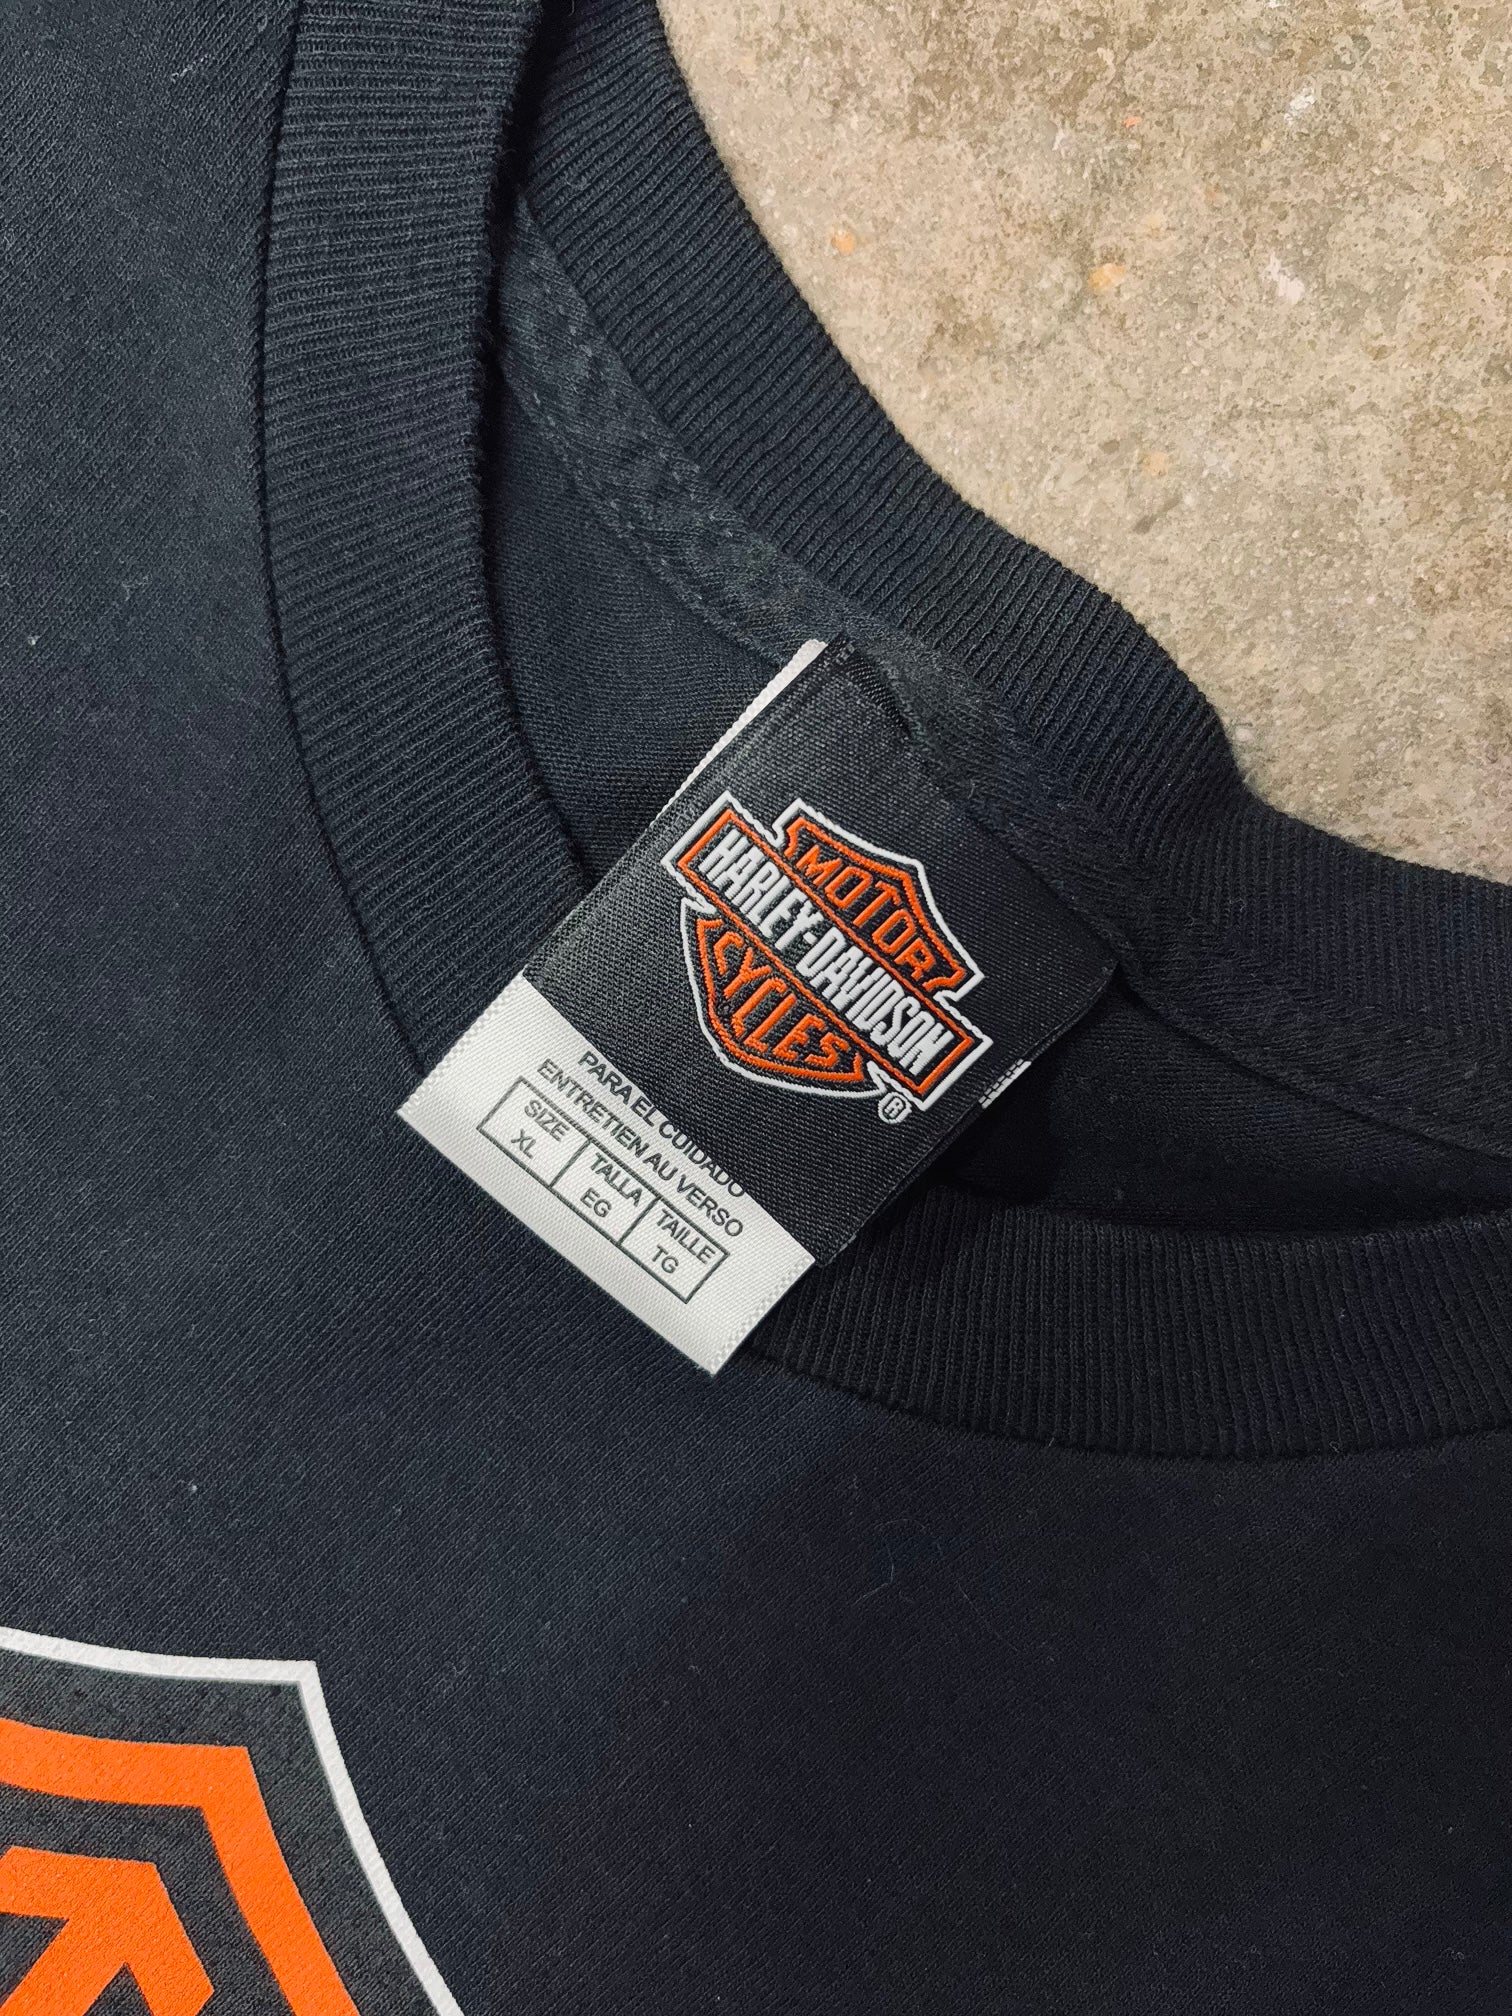 MOTOR
HARLEY-DAVIDSON
CYCLES
®
PARA EL CUIDADO
ENTRETIEN AU VERSO
SIZE TALLA TAILLE
XL EG TG